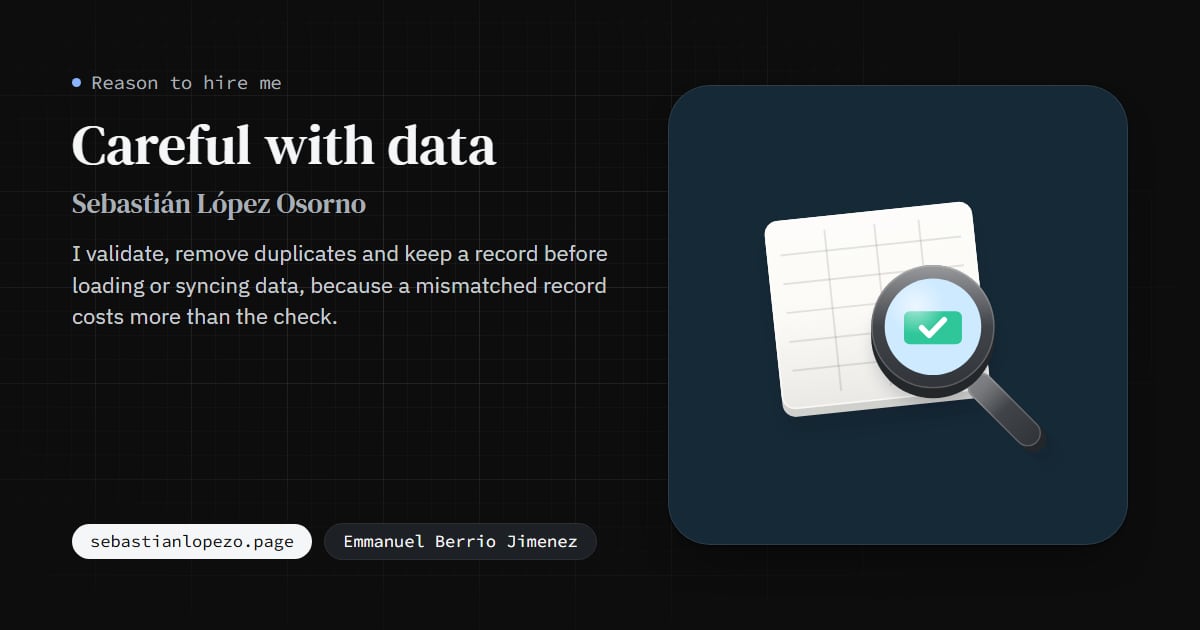 Reason to hire me
Careful with data
Sebastián López Osorno
I validate, remove duplicates and keep a record before
loading or syncing data, because a mismatched record
costs more than the check.
sebastianlopezo.page
Emmanuel Berrio Jimenez